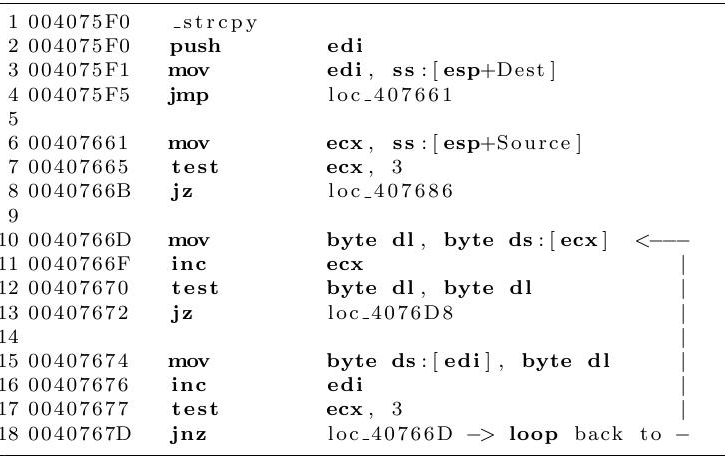 1 004075F0 _strcpy
2 004075F0 push edi
3 004075F1 mov edi, ss:[esp+Dest]
4 004075F5 jmp loc_407661
5
6 00407661 mov ecx, ss:[esp+Source]
7 00407665 test ecx, 3
8 0040766B jz loc_407686
9
10 0040766D mov byte dl, byte ds:[ecx] <---
11 0040766F inc ecx |
12 00407670 test byte dl, byte dl |
13 00407672 jz loc_4076D8 |
14 |
15 00407674 mov byte ds:[edi], byte dl |
16 00407676 inc edi |
17 00407677 test ecx, 3 |
18 0040767D jnz loc_40766D -> loop back to -